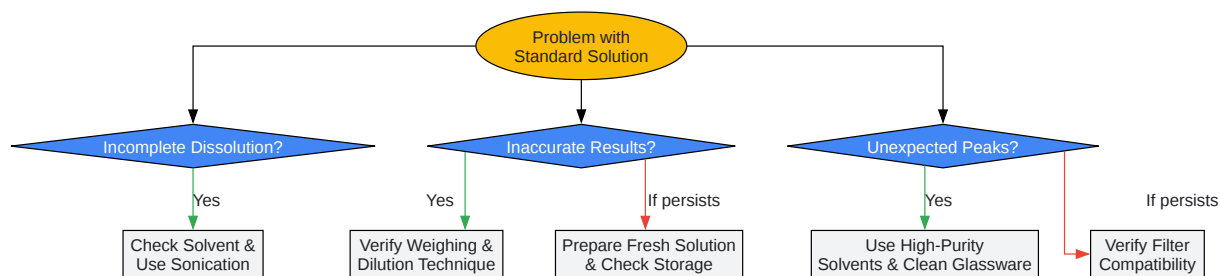 Problem with
Standard Solution
Incomplete Dissolution?
Inaccurate Results?
Unexpected Peaks?
Yes
Yes
If persists
Yes
If persists
Check Solvent &
Use Sonication
Verify Weighing &
Dilution Technique
Prepare Fresh Solution
& Check Storage
Use High-Purity
Solvents & Clean Glassware
Verify Filter
Compatibility